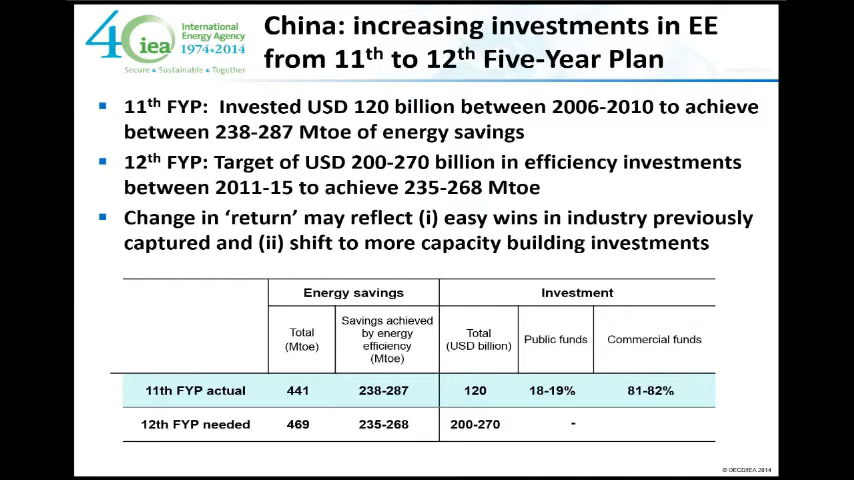 International
Energy Agency
iea
1974•2014
Secure • Sustainable • Together
China: increasing investments in EE
from 11th to 12th Five-Year Plan
11th FYP: Invested USD 120 billion between 2006-2010 to achieve
between 238-287 Mtoe of energy savings
12th FYP: Target of USD 200-270 billion in efficiency investments
between 2011-15 to achieve 235-268 Mtoe
Change in ‘return’ may reflect (i) easy wins in industry previously
captured and (ii) shift to more capacity building investments
Energy savings Investment
Total
(Mtoe)
Savings achieved
by energy
efficiency
(Mtoe)
Total
(USD billion)
Public funds
Commercial funds
11th FYP actual 441 238-287 120 18-19% 81-82%
12th FYP needed 469 235-268 200-270 -
© OECD/IEA 2014